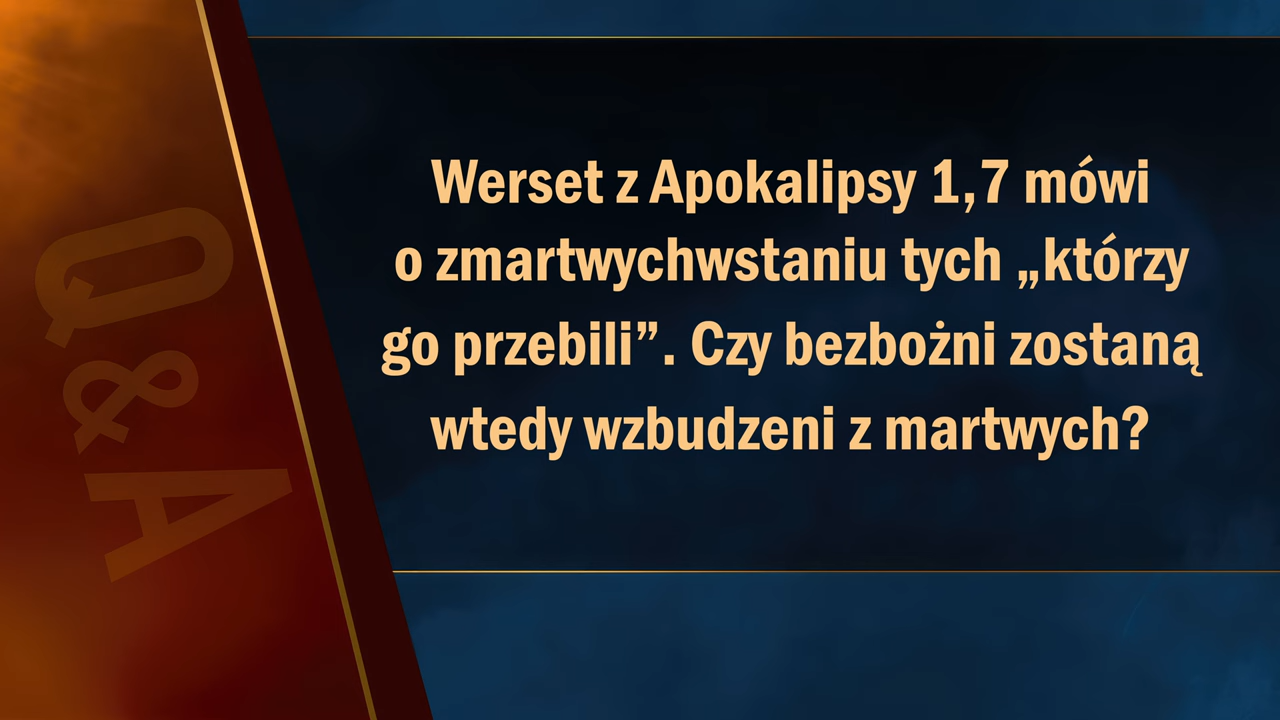 Werset z Apokalipsy 1,7 mówi
o zmartwychwstaniu tych „którzy
go przebili”. Czy bezbożni zostaną
wtedy wzbudzeni z martwych?
Q & A